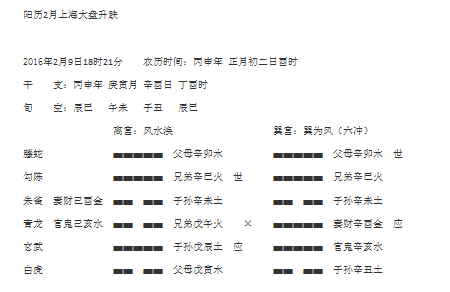 阳历2月上海大盘升跌
2016年2月9日18时21分 农历时间：丙申年 正月初二日酉时
干 支：丙申年 庚寅月 辛酉日 丁酉时
旬 空：辰巳 午未 子丑 辰巳
离宫：风水涣 巽宫：巽为风（六冲）
螣蛇 父母辛卯木 父母辛卯木 世
勾陈 兄弟辛巳火 世 兄弟辛巳火
朱雀 妻财己酉金 子孙辛未土 子孙辛未土
青龙 官鬼己亥水 兄弟戊午火 × 妻财辛酉金 应
玄武 子孙戊辰土 应 官鬼辛亥水
白虎 父母戊寅木 子孙辛丑土